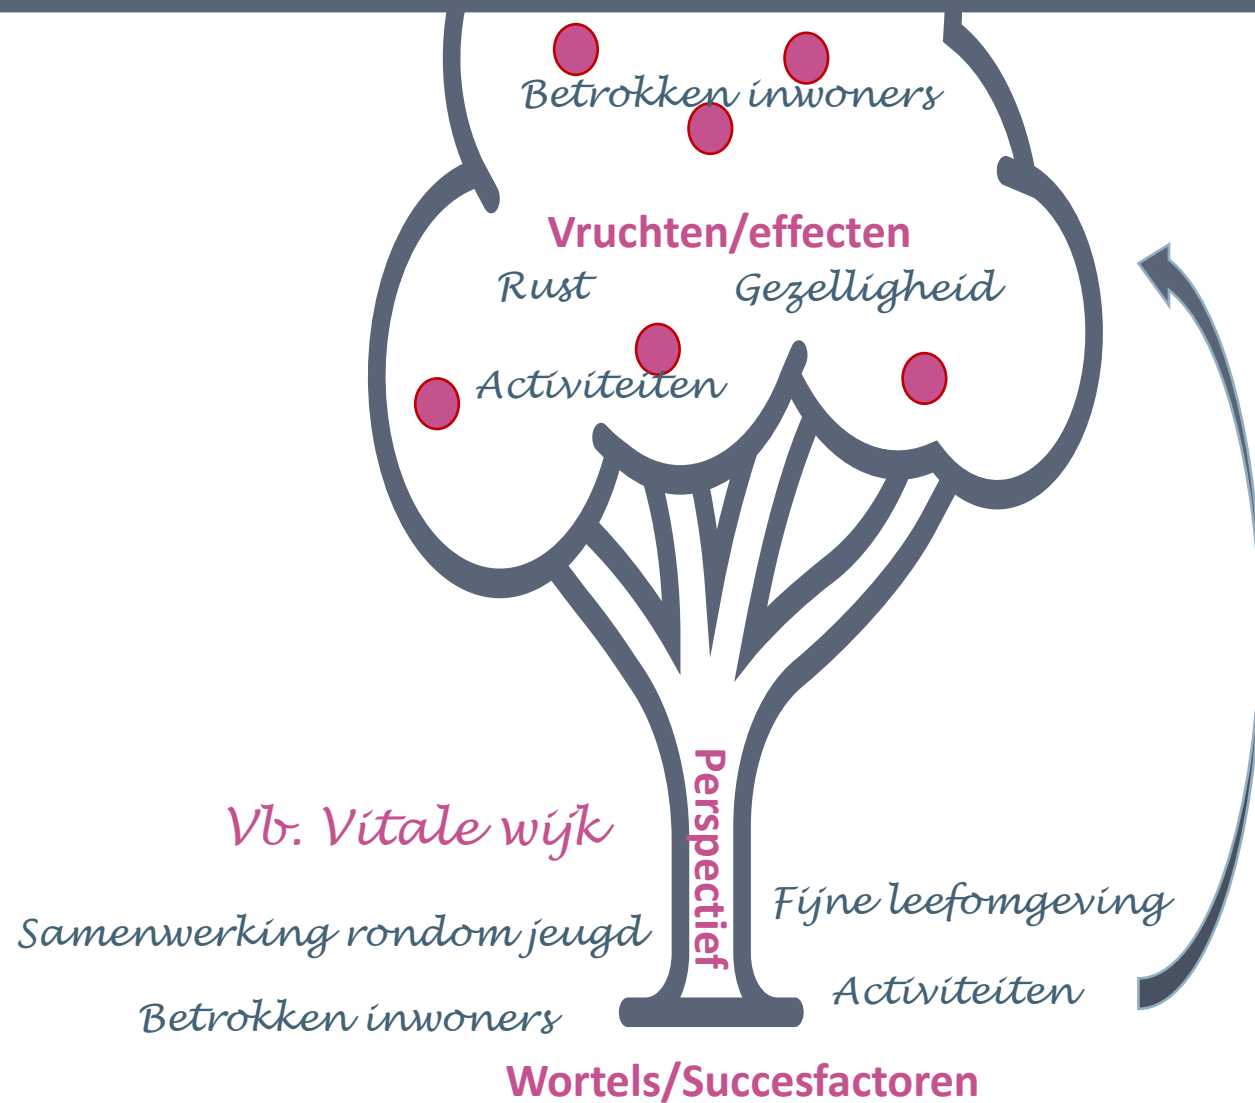 Betrokken inwoners
Vruchten/effecten
Rust
Gezelligheid
Activiteiten
Perspectief
Vb. Vitale wijk
Fijne leefomgeving
Samenwerking rondom jeugd
Activiteiten
Betrokken inwoners
Wortels/Succesfactoren